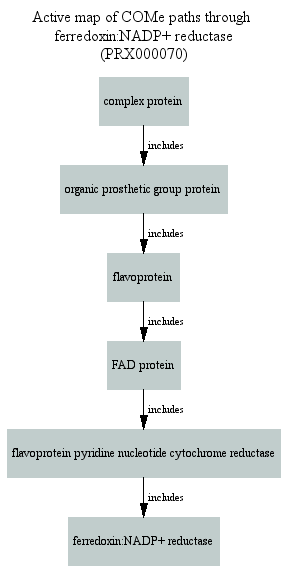 Active map of COMe paths through
ferredoxin:NADP+ reductase
(PRX000070)
complex protein
includes
organic prosthetic group protein
includes
flavoprotein
includes
FAD protein
includes
flavoprotein pyridine nucleotide cytochrome reductase
includes
ferredoxin:NADP+ reductase